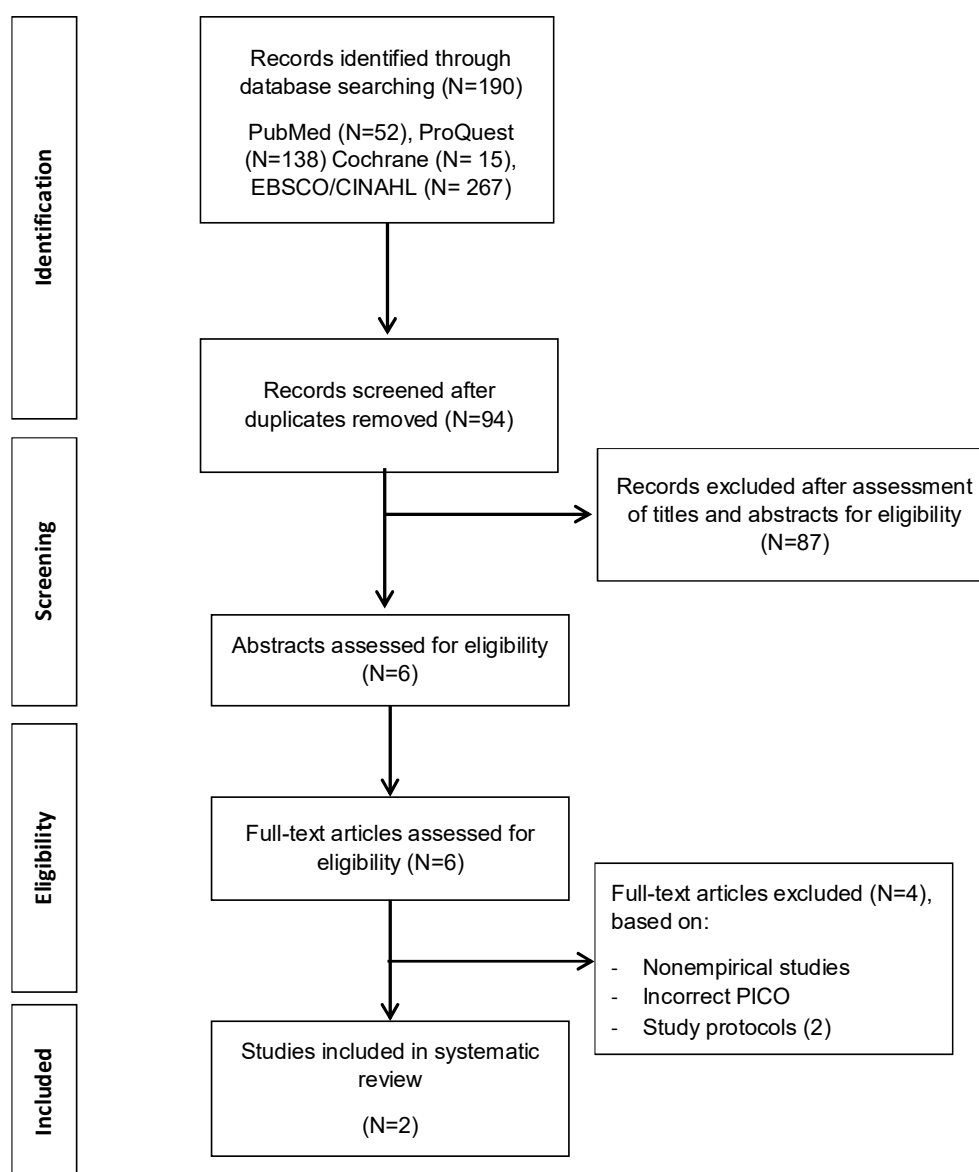 Identification
Records identified through
database searching (N=190)
PubMed (N=52), ProQuest
(N=138) Cochrane (N= 15),
EBSCO/CINAHL (N= 267)
Records screened after
duplicates removed (N=94)
Screening
Records excluded after assessment
of titles and abstracts for eligibility
(N=87)
Abstracts assessed for eligibility
(N=6)
Eligibility
Full-text articles assessed for
eligibility (N=6)
Full-text articles excluded (N=4),
based on:
- Nonempirical studies
- Incorrect PICO
- Study protocols (2)
Included
Studies included in systematic
review
(N=2)